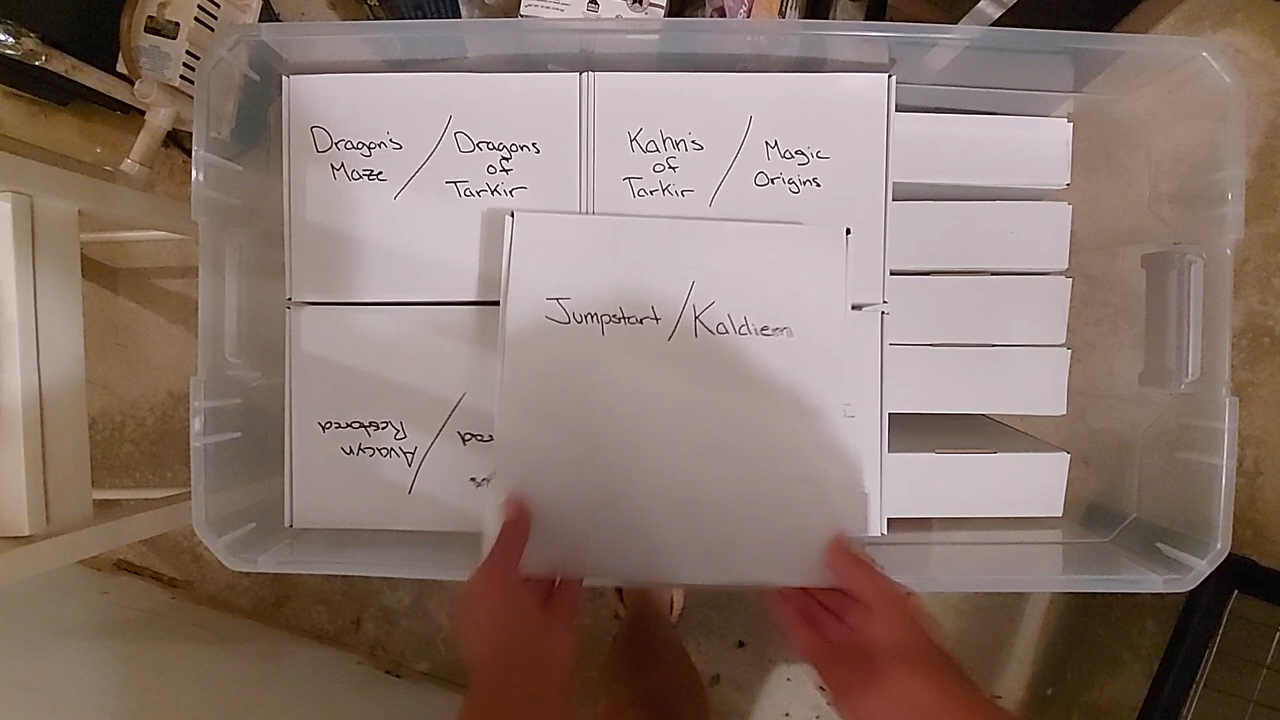 Dragon's
Maze
/
Dragons
of
Tarkir
Kahn's
of
Tarkir
/
Magic
Origins
Jumpstart / Kaldiem
Avacyn
Restored
/